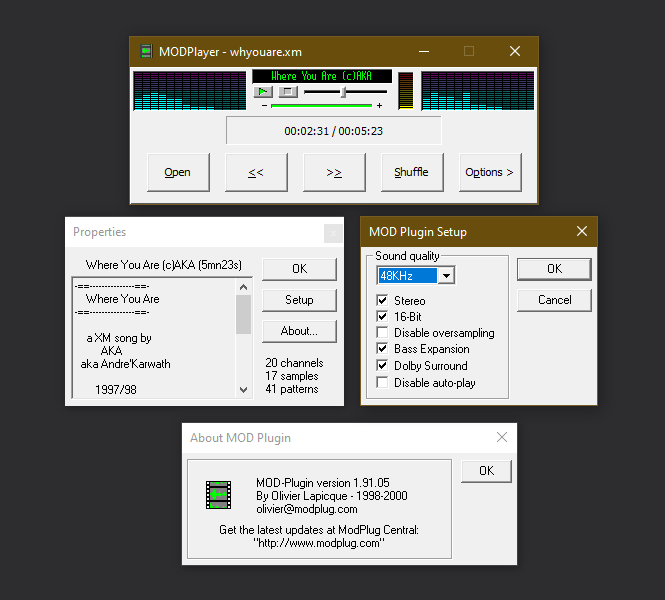 MODPlayer - whyouare.xm
Where You Are (c)AKA
- +
00:02:31 / 00:05:23
Open
<<
>>
Shuffle
Options >
Properties
x
Where You Are (c)AKA (5mn23s)
-==---------------==-
Where You Are
-==---------------==-
a XM song by
AKA
aka Andre'Karwath
1997/98
OK
Setup
About...
20 channels
17 samples
41 patterns
MOD Plugin Setup
Sound quality
48KHz
Stereo
16-Bit
Disable oversampling
Bass Expansion
Dolby Surround
Disable auto-play
OK
Cancel
About MOD Plugin
MOD-Plugin version 1.91.05
By Olivier Lapicque - 1998-2000
olivier@modplug.com
Get the latest updates at ModPlug Central:
"http://www.modplug.com"
OK